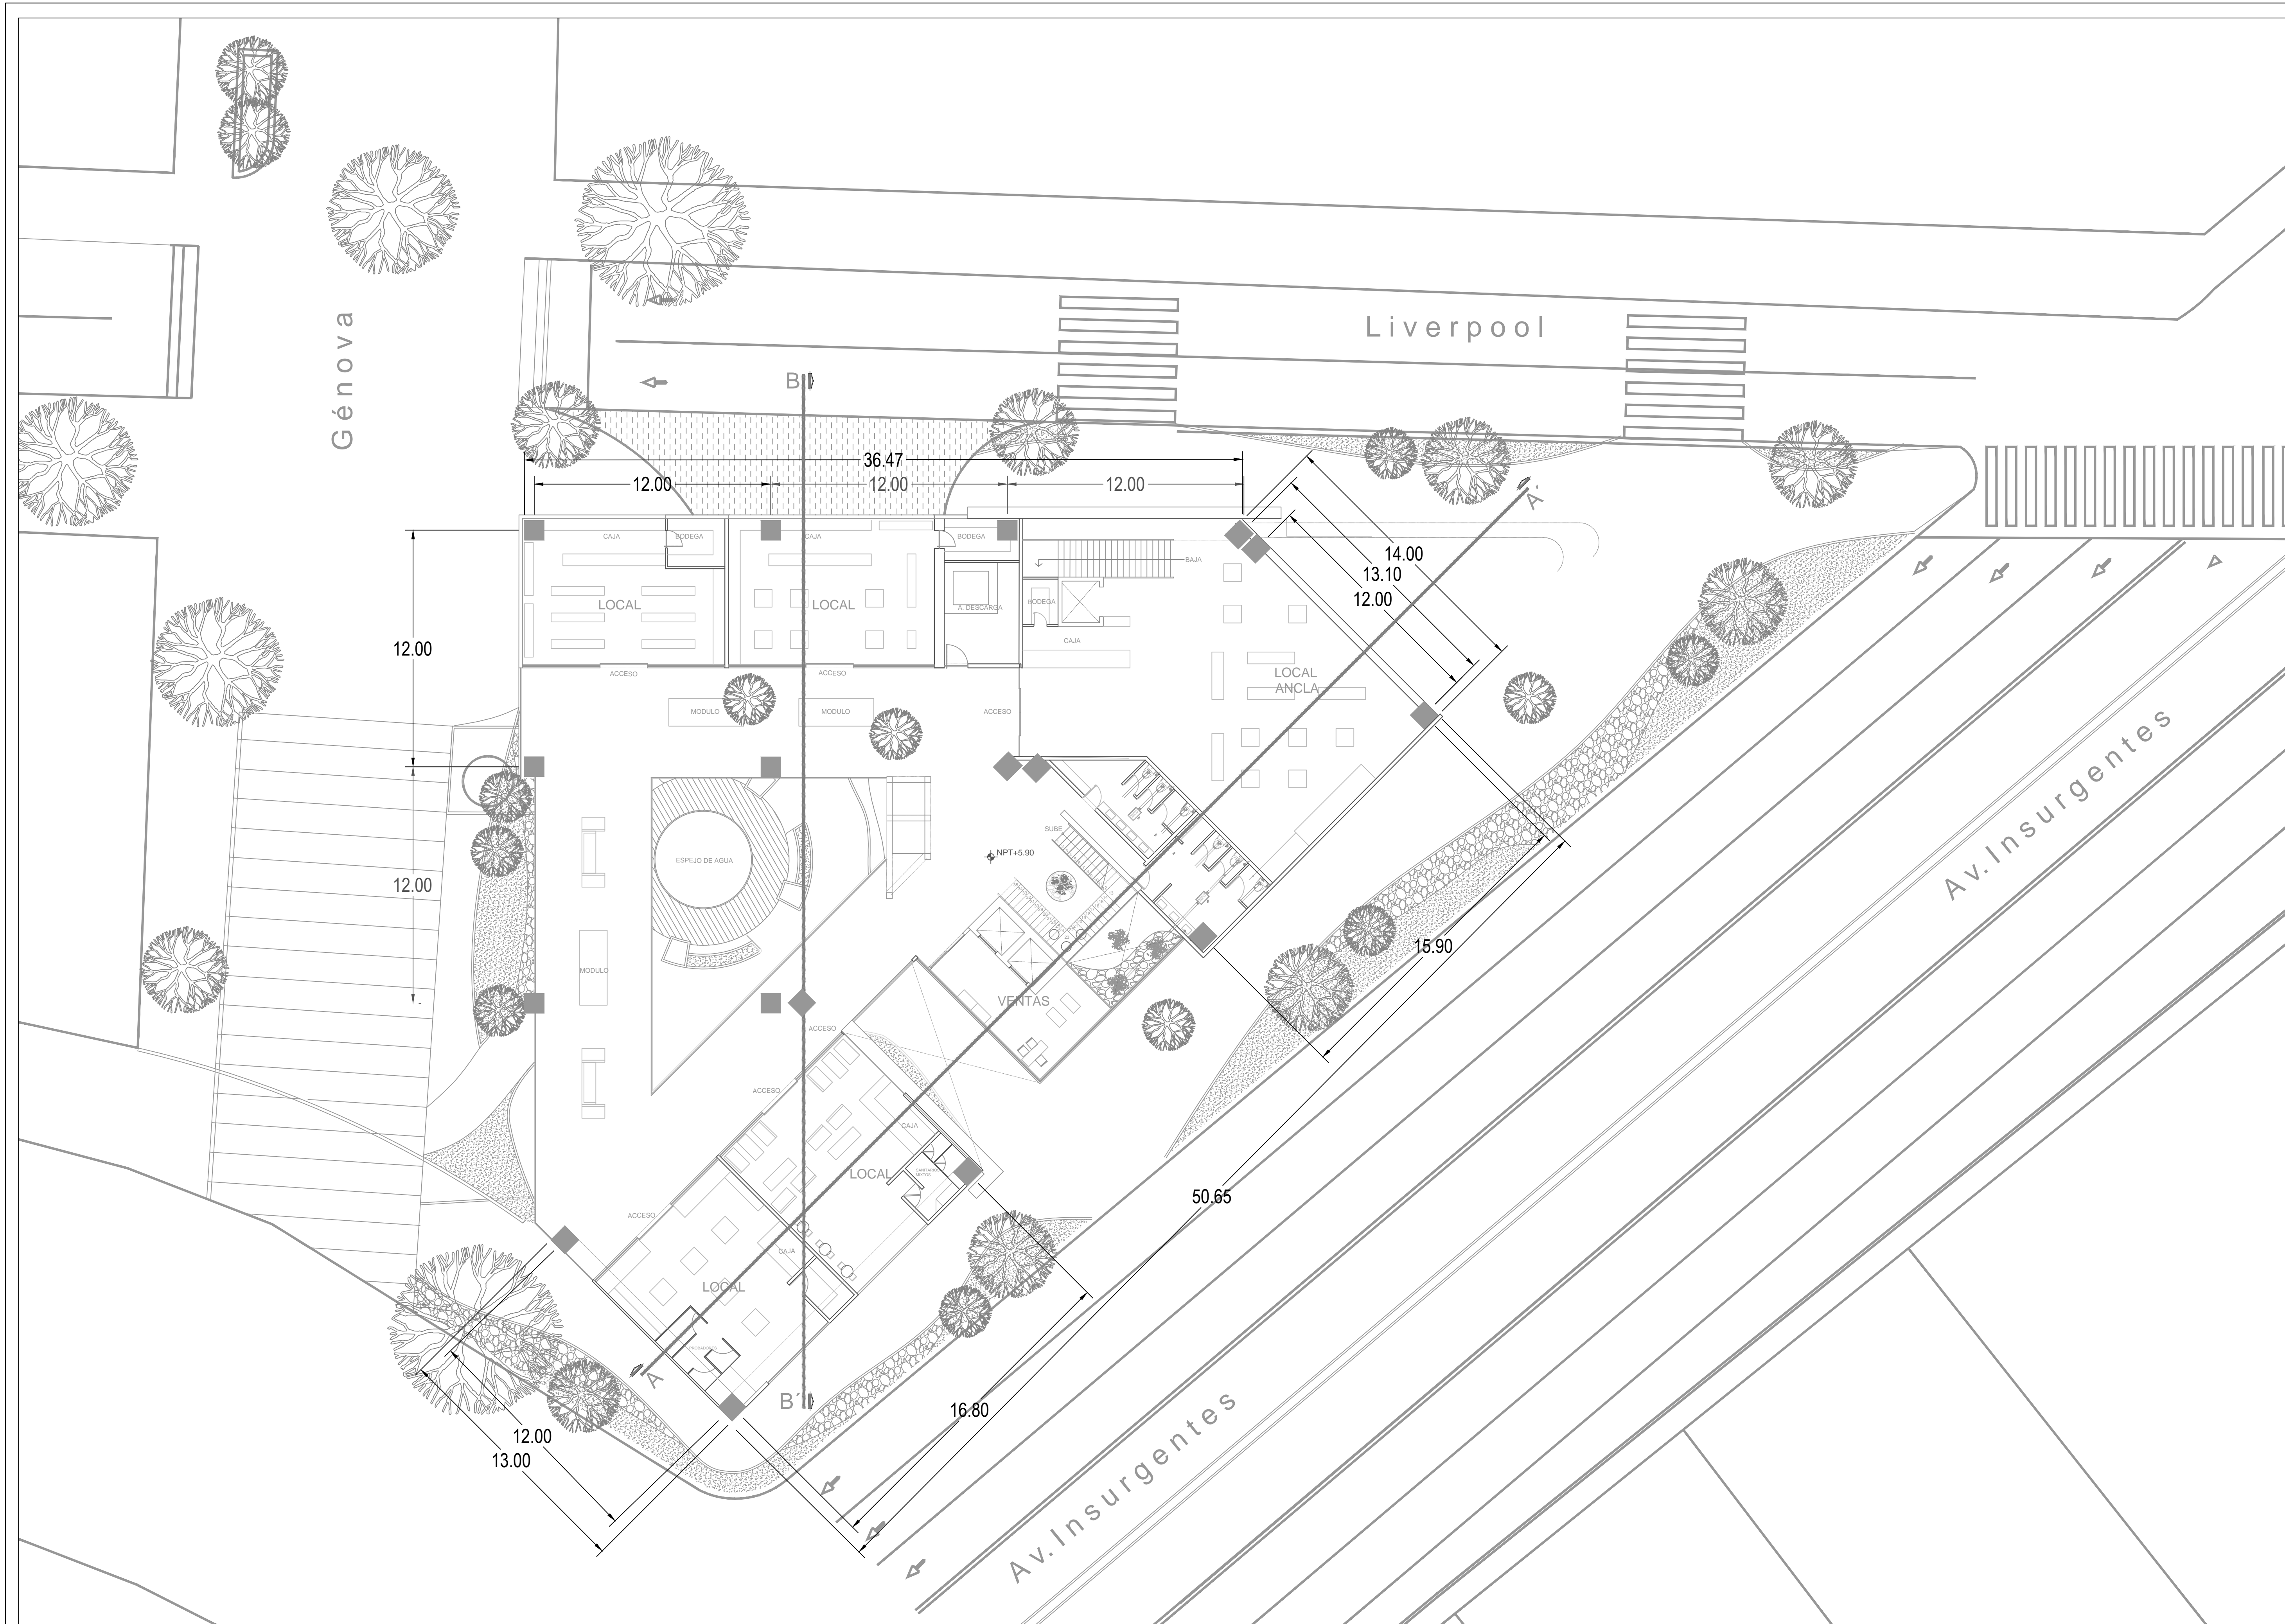 Génova
Liverpool
B
36.47
12.00
12.00
12.00
A´
14.00
13.10
12.00
CAJA
BODEGA
CAJA
BODEGA
BAJA
LOCAL
LOCAL
A. DESCARGA
BODEGA
CAJA
12.00
ACCESO
ACCESO
LOCAL
ANCLA
MODULO
MODULO
ACCESO
Av. Insurgentes
SUBE
NPT+5.90
ESPEJO DE AGUA
12.00
15.90
MODULO
VENTAS
ACCESO
ACCESO
CAJA
LOCAL
SANITARIOS
MIXTOS
50.65
ACCESO
CAJA
LOCAL
PROBADORES
A
B´
16.80
12.00
13.00
Av. Insurgentes